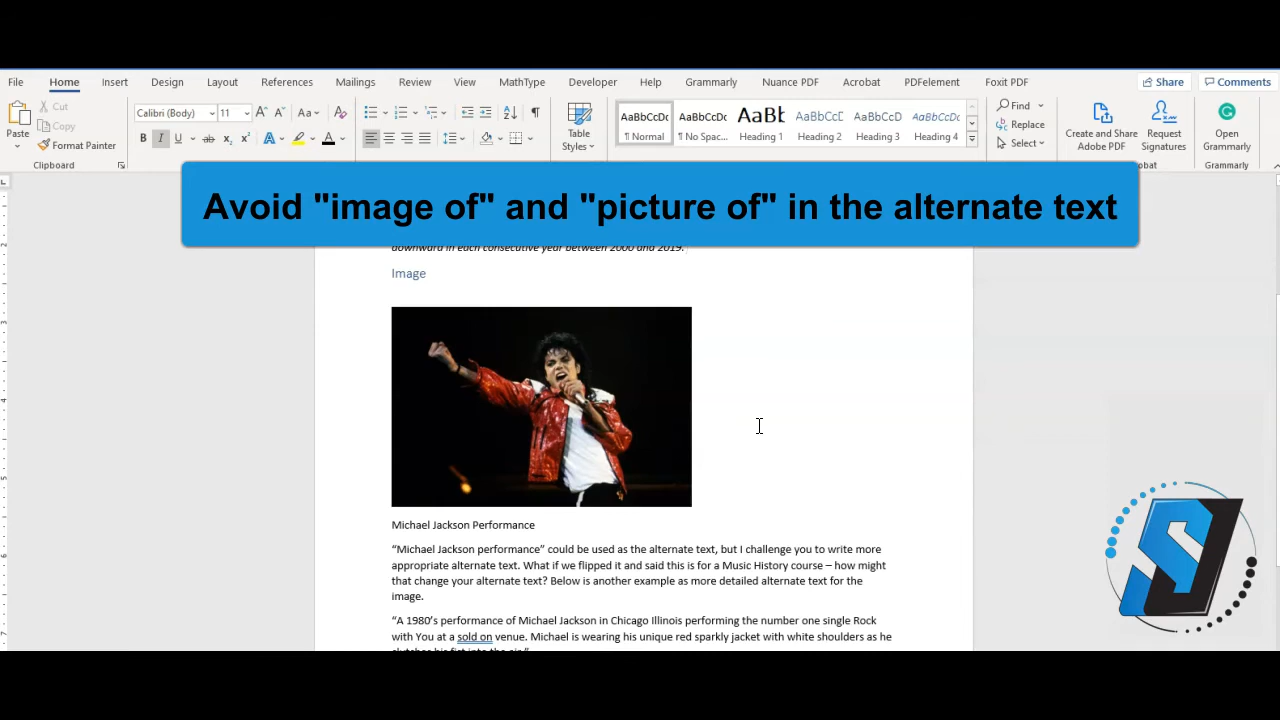 File Home Insert Design Layout References Mailings Review View MathType Developer Help Grammarly Nuance PDF Acrobat PDFelement Foxit PDF Share Comments
Paste
Cut
Copy
Format Painter
Clipboard
Calibri (Body) 11
Table Styles
AaBbCcDc ¶ Normal
AaBbCcDc ¶ No Spac...
AaBb Heading 1
AaBbCcD Heading 2
AaBbCcD Heading 3
AaBbCcDc Heading 4
Find
Replace
Select
Create and Share Adobe PDF
Request Signatures
Open Grammarly
Grammarly
Avoid "image of" and "picture of" in the alternate text
downward in each consecutive year between 2000 and 2019.
Image
Michael Jackson Performance
“Michael Jackson performance” could be used as the alternate text, but I challenge you to write more
appropriate alternate text. What if we flipped it and said this is for a Music History course – how might
that change your alternate text? Below is another example as more detailed alternate text for the
image.
“A 1980’s performance of Michael Jackson in Chicago Illinois performing the number one single Rock
with You at a sold on venue. Michael is wearing his unique red sparkly jacket with white shoulders as he
clutches his fist into the air.”
SJ